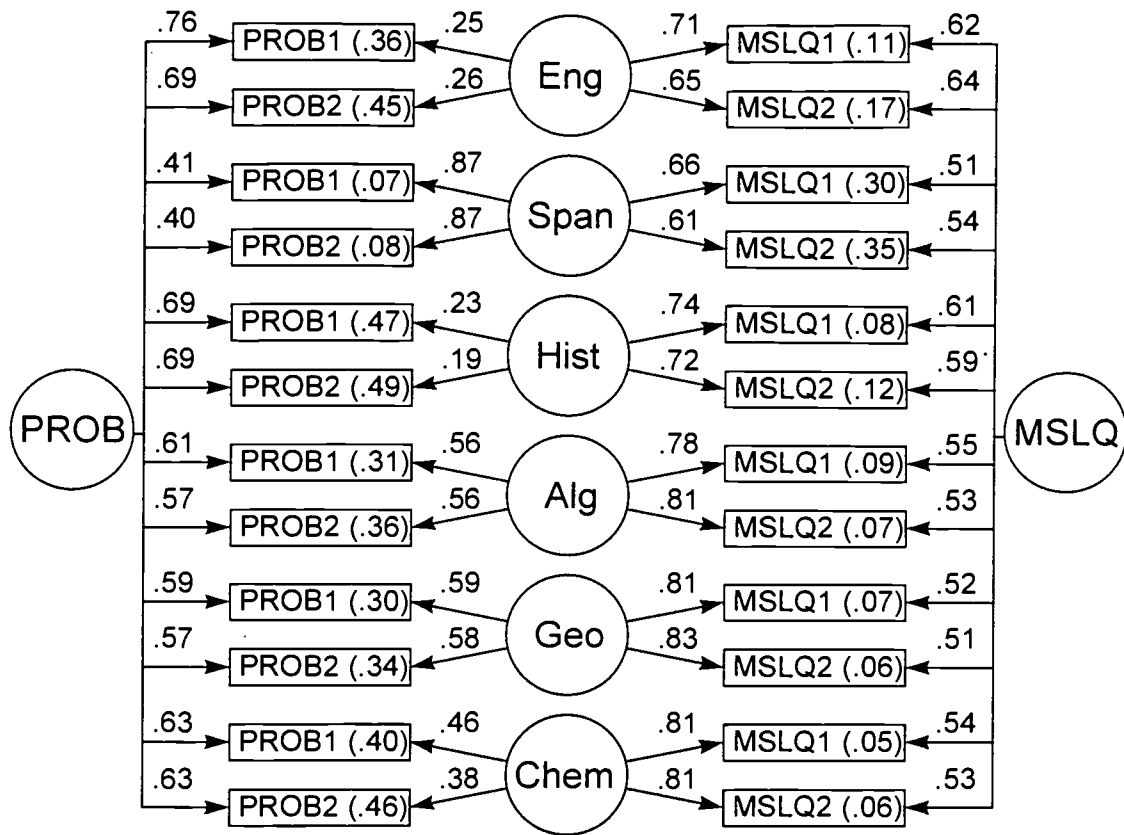 .76 PROB1 (.36) .25 .71 MSLQ1 (.11) .62
Eng
.69 PROB2 (.45) .26 .65 MSLQ2 (.17) .64
.41 PROB1 (.07) .87 .66 MSLQ1 (.30) .51
Span
.40 PROB2 (.08) .87 .61 MSLQ2 (.35) .54
.69 PROB1 (.47) .23 .74 MSLQ1 (.08) .61
Hist
.69 PROB2 (.49) .19 .72 MSLQ2 (.12) .59
PROB MSLQ
.61 PROB1 (.31) .56 .78 MSLQ1 (.09) .55
Alg
.57 PROB2 (.36) .56 .81 MSLQ2 (.07) .53
.59 PROB1 (.30) .59 .81 MSLQ1 (.07) .52
Geo
.57 PROB2 (.34) .58 .83 MSLQ2 (.06) .51
.63 PROB1 (.40) .46 .81 MSLQ1 (.05) .54
Chem
.63 PROB2 (.46) .38 .81 MSLQ2 (.06) .53